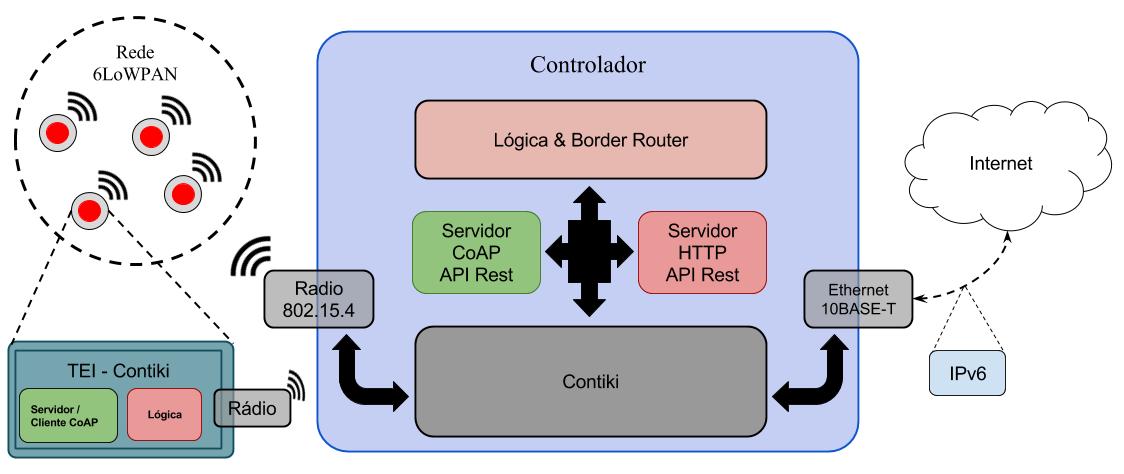 Rede
6LoWPAN
Controlador
Lógica & Border Router
Servidor
CoAP
API Rest
Servidor
HTTP
API Rest
Internet
Radio
802.15.4
Ethernet
10BASE-T
Contiki
IPv6
TEI - Contiki
Servidor /
Cliente CoAP
Lógica
Rádio